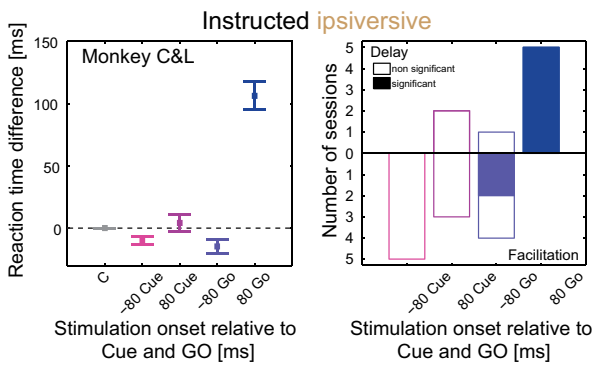 Instructed ipsiversive
Reaction time difference [ms]
150
100
50
0
Monkey C&L
C
−80 Cue
80 Cue
−80 Go
80 Go
Stimulation onset relative to
Cue and GO [ms]
Number of sessions
5
4
3
2
1
0
1
2
3
4
5
Delay
non significant
significant
Facilitation
−80 Cue
80 Cue
−80 Go
80 Go
Stimulation onset relative to
Cue and GO [ms]